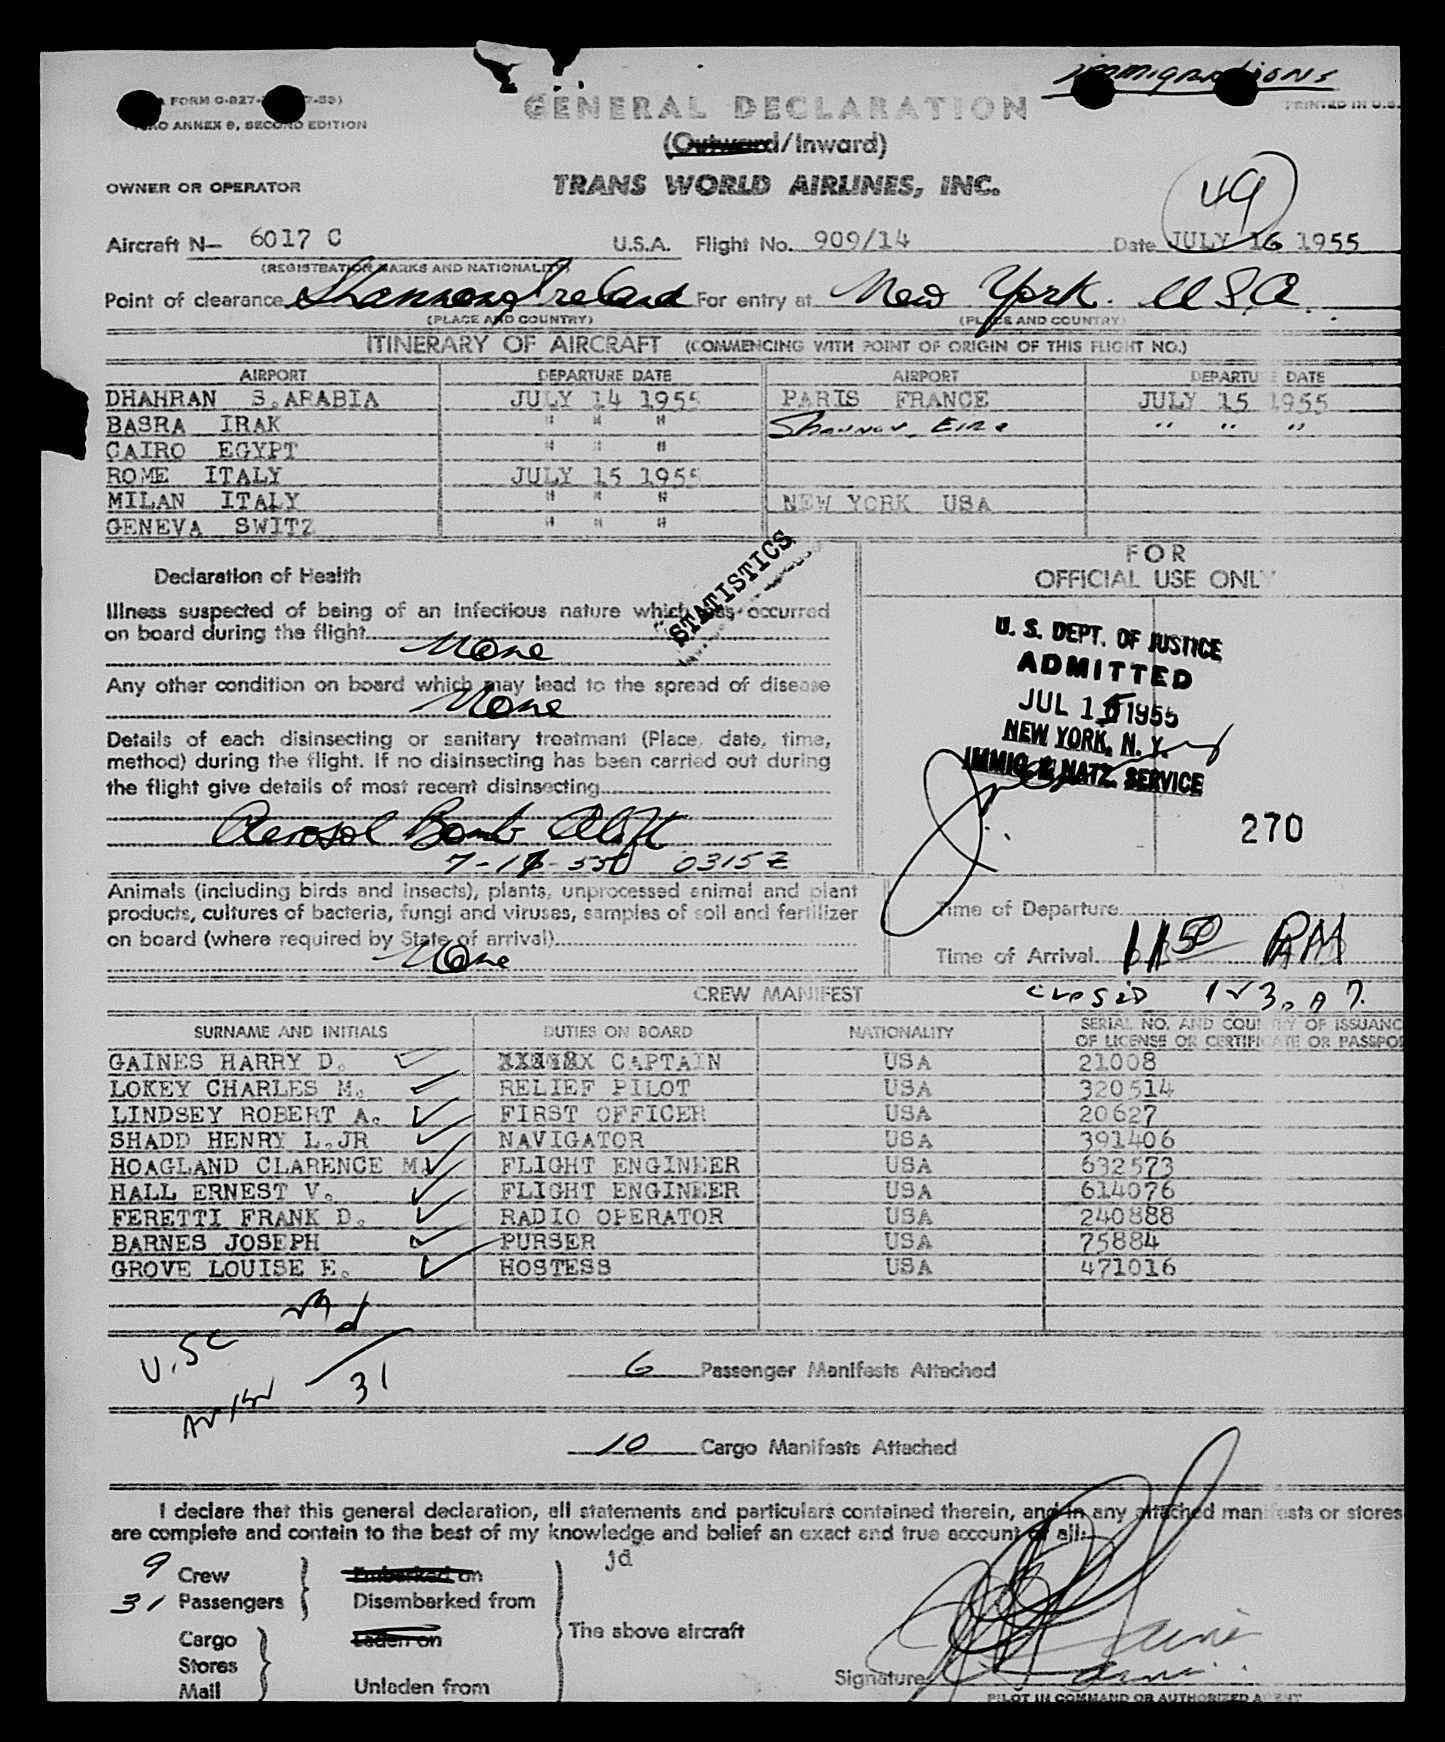 immigrations
FORM O-827- 7-53)
ANNEX 9, SECOND EDITION
PRINTED IN U.S.
GENERAL DECLARATION
(Outward/Inward)
OWNER OR OPERATOR
TRANS WORLD AIRLINES, INC.
49
Aircraft N— 6017 C U.S.A. Flight No. 909/14 Date JULY 16 1955
(REGISTRATION MARKS AND NATIONALITY)
Point of clearance Shannon, Ireland For entry at New York. USA
(PLACE AND COUNTRY) (PLACE AND COUNTRY)
ITINERARY OF AIRCRAFT (COMMENCING WITH POINT OF ORIGIN OF THIS FLIGHT NO.)
AIRPORT DEPARTURE DATE AIRPORT DEPARTURE DATE
DHAHRAN S.ARABIA JULY 14 1955 PARIS FRANCE JULY 15 1955
BASRA IRAK " " " Shannon, Eire " " "
CAIRO EGYPT " " "
ROME ITALY JULY 15 1955
MILAN ITALY " " " NEW YORK USA
GENEVA SWITZ " " "
STATISTICS
Declaration of Health
Illness suspected of being of an infectious nature which has occurred
on board during the flight
None
Any other condition on board which may lead to the spread of disease
None
Details of each disinsecting or sanitary treatment (Place, date, time,
method) during the flight. If no disinsecting has been carried out during
the flight give details of most recent disinsecting
Aerosol Bomb
0315Z
FOR
OFFICIAL USE ONLY
U. S. DEPT. OF JUSTICE
ADMITTED
JUL 1 1955
NEW YORK, N. Y.
IMMIG. & NATZ. SERVICE
270
Animals (including birds and insects), plants, unprocessed animal and plant
products, cultures of bacteria, fungi and viruses, samples of soil and fertilizer
on board (where required by State of arrival)
None
Time of Departure
Time of Arrival 1150 PM
CREW MANIFEST
SURNAME AND INITIALS DUTIES ON BOARD NATIONALITY SERIAL NO. AND COUNTRY OF ISSUANC
OF LICENSE OR CERTIFICATE OR PASSPO
GAINES HARRY D. CAPTAIN USA 21008
LOKEY CHARLES M. RELIEF PILOT USA 320514
LINDSEY ROBERT A. FIRST OFFICER USA 20627
SHADD HENRY L.JR NAVIGATOR USA 391406
HOAGLAND CLARENCE M. FLIGHT ENGINEER USA 632573
HALL ERNEST V. FLIGHT ENGINEER USA 614076
FERETTI FRANK D. RADIO OPERATOR USA 240888
BARNES JOSEPH PURSER USA 75884
GROVE LOUISE E. HOSTESS USA 471016
U.SC
31
6 Passenger Manifests Attached
10 Cargo Manifests Attached
I declare that this general declaration, all statements and particulars contained therein, and in any attached manifests or stores
are complete and contain to the best of my knowledge and belief an exact and true account of all:
jd
9 Crew Embarked on
31 Passengers Disembarked from
The above aircraft
Cargo Laden on
Stores
Mail Unladen from
Signature
PILOT IN COMMAND OR AUTHORIZED AGENT